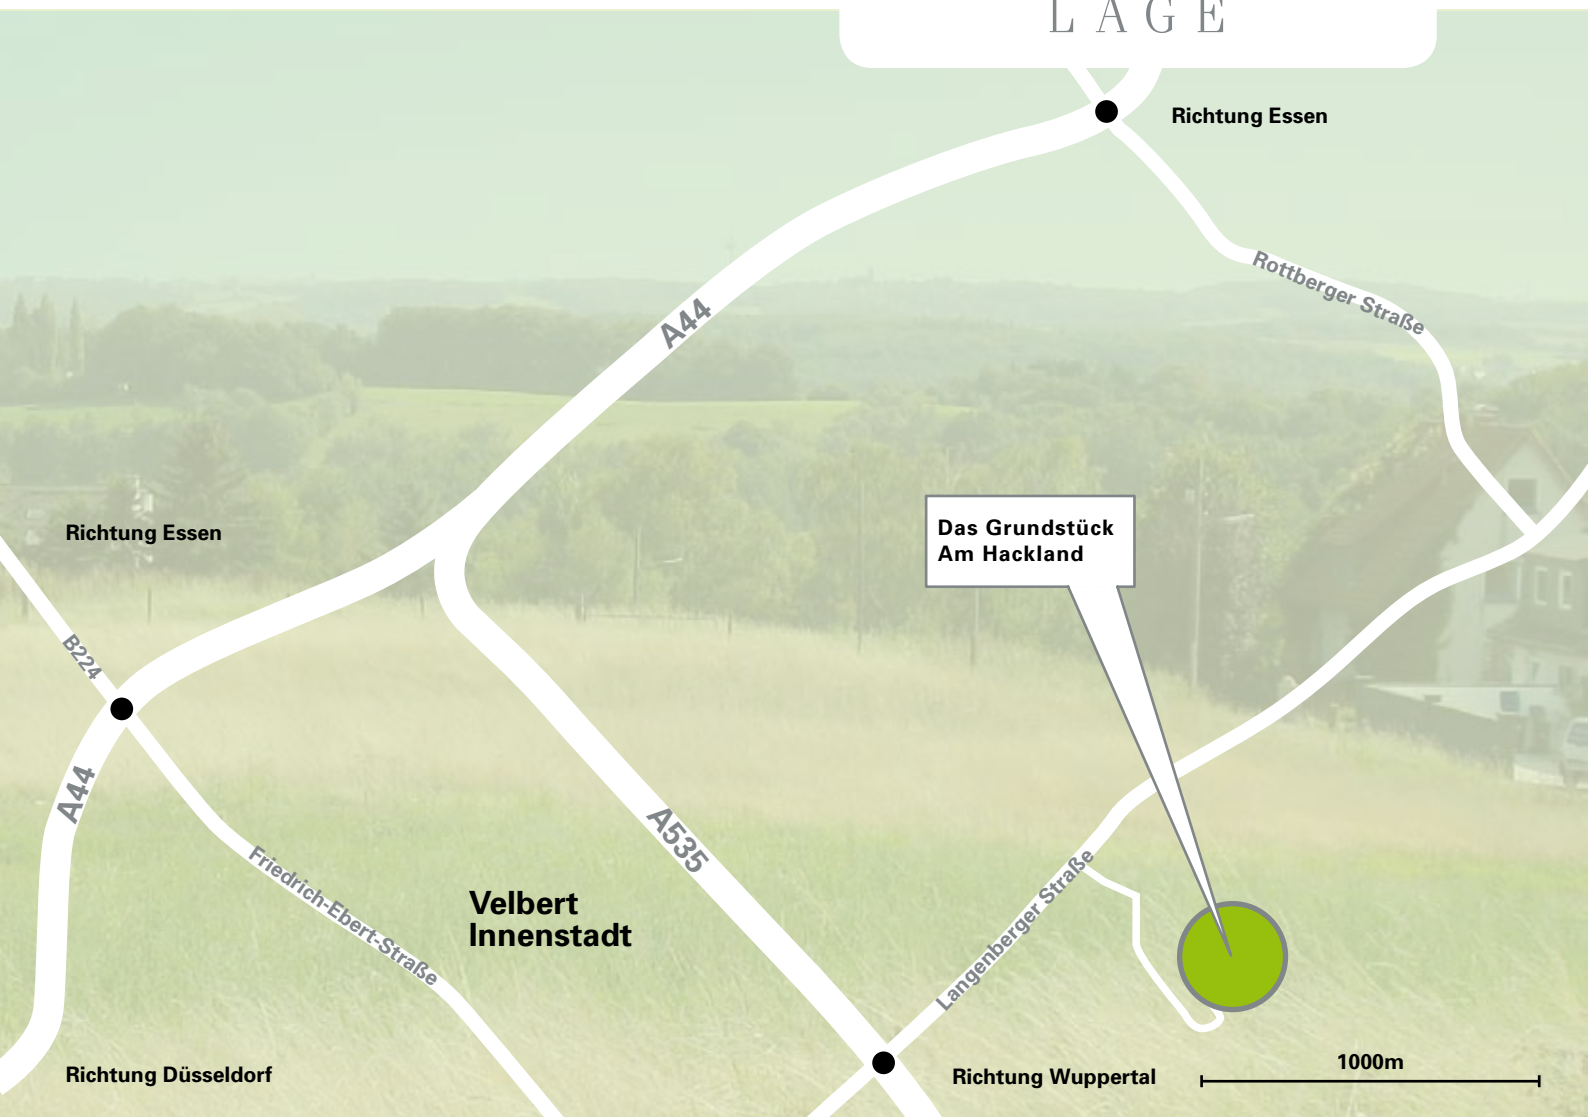 LAGE
Richtung Essen
Rottberger Straße
A44
Das Grundstück
Am Hackland
Richtung Essen
B224
A44
A535
Friedrich-Ebert-Straße
Velbert
Innenstadt
Langenberger Straße
Richtung Düsseldorf
Richtung Wuppertal
1000m